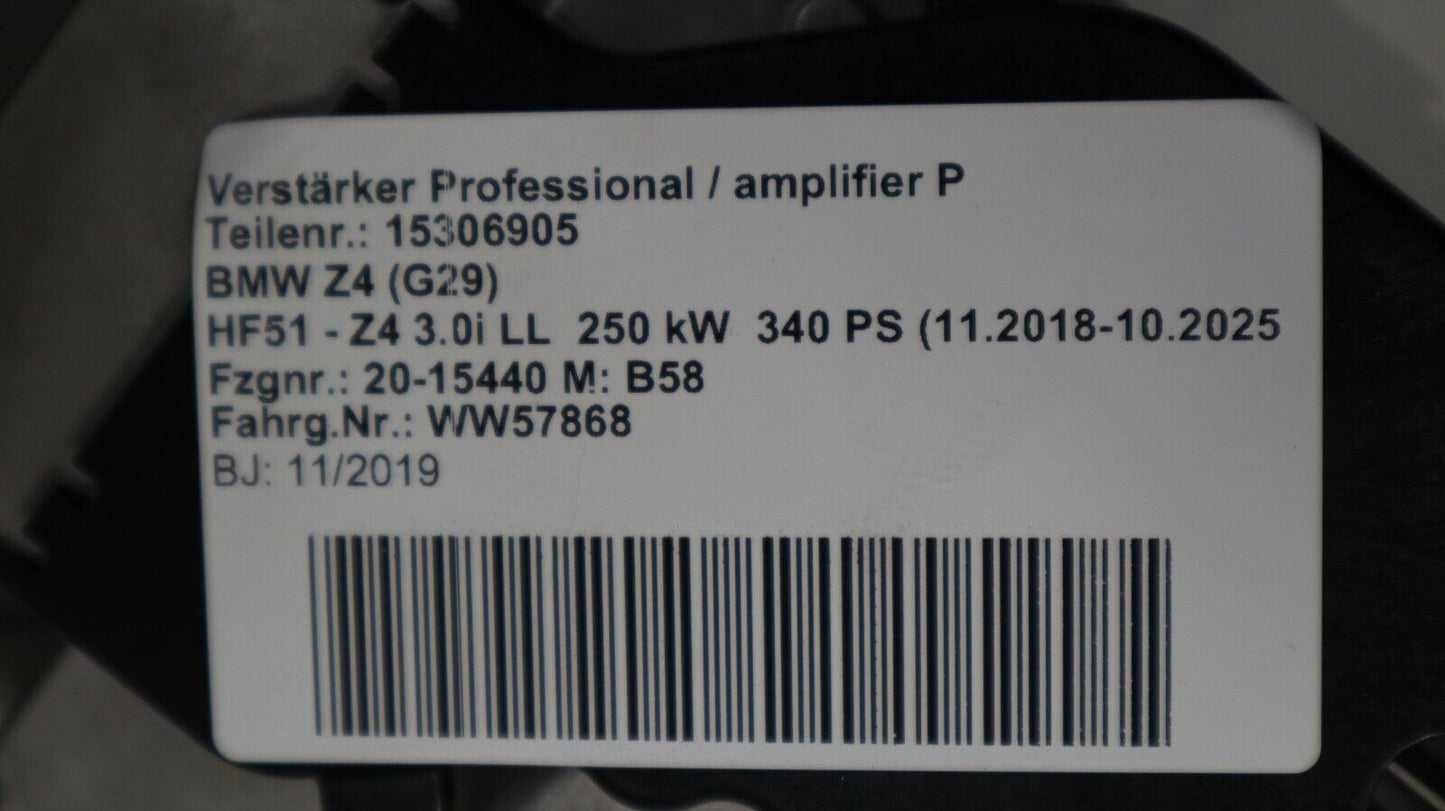 Verstärker Professional / amplifier P
Teilenr.: 15306905
BMW Z4 (G29)
HF51 - Z4 3.0i LL 250 kW 340 PS (11.2018-10.2025
Fzgnr.: 20-15440 M: B58
Fahrg.Nr.: WW57868
BJ: 11/2019